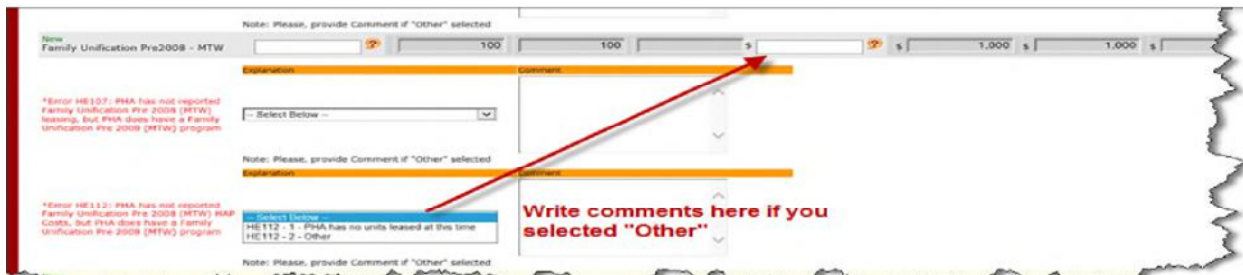 Note: Please, provide Comment if "Other" selected
New
Family Unification Pre2008 - MTW
100 100 $ $ 1,000 $ 1,000 $
Explanation Comment
*Error HE107: PHA has not reported
Family Unification Pre 2008 (MTW)
leasing, but PHA does have a Family
Unification Pre 2008 (MTW) program
-- Select Below --
Note: Please, provide Comment if "Other" selected
Explanation Comment
*Error HE112: PHA has not reported
Family Unification Pre 2008 (MTW) HAP
Costs, but PHA does have a Family
Unification Pre 2008 (MTW) program
-- Select Below --
HE112 - 1 - PHA has no units leased at this time
HE112 - 2 - Other
Write comments here if you
selected "Other"
Note: Please, provide Comment if "Other" selected